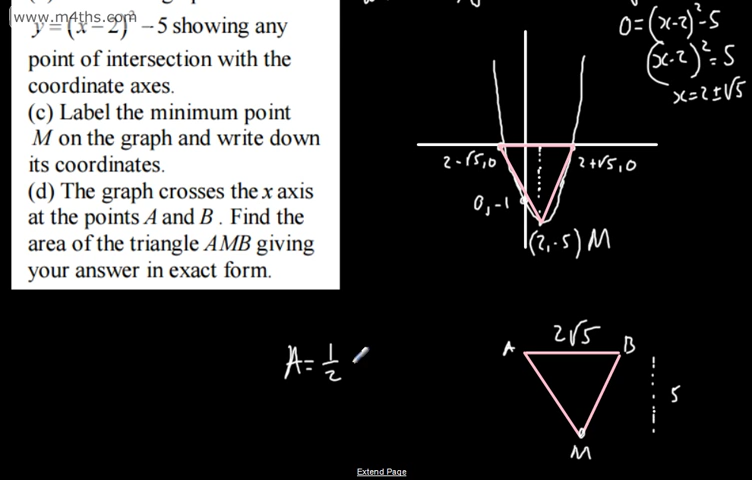 www.m4ths.com
y = (x − 2)² − 5 showing any
point of intersection with the
coordinate axes.
(c) Label the minimum point
M on the graph and write down
its coordinates.
(d) The graph crosses the x axis
at the points A and B . Find the
area of the triangle AMB giving
your answer in exact form.
0=(x-2)²-5
(x-2)²=5
x=2±√5
2-√5,0
2+√5,0
0,-1
(2,-5) M
A=½
A
2√5
B
5
M
Extend Page